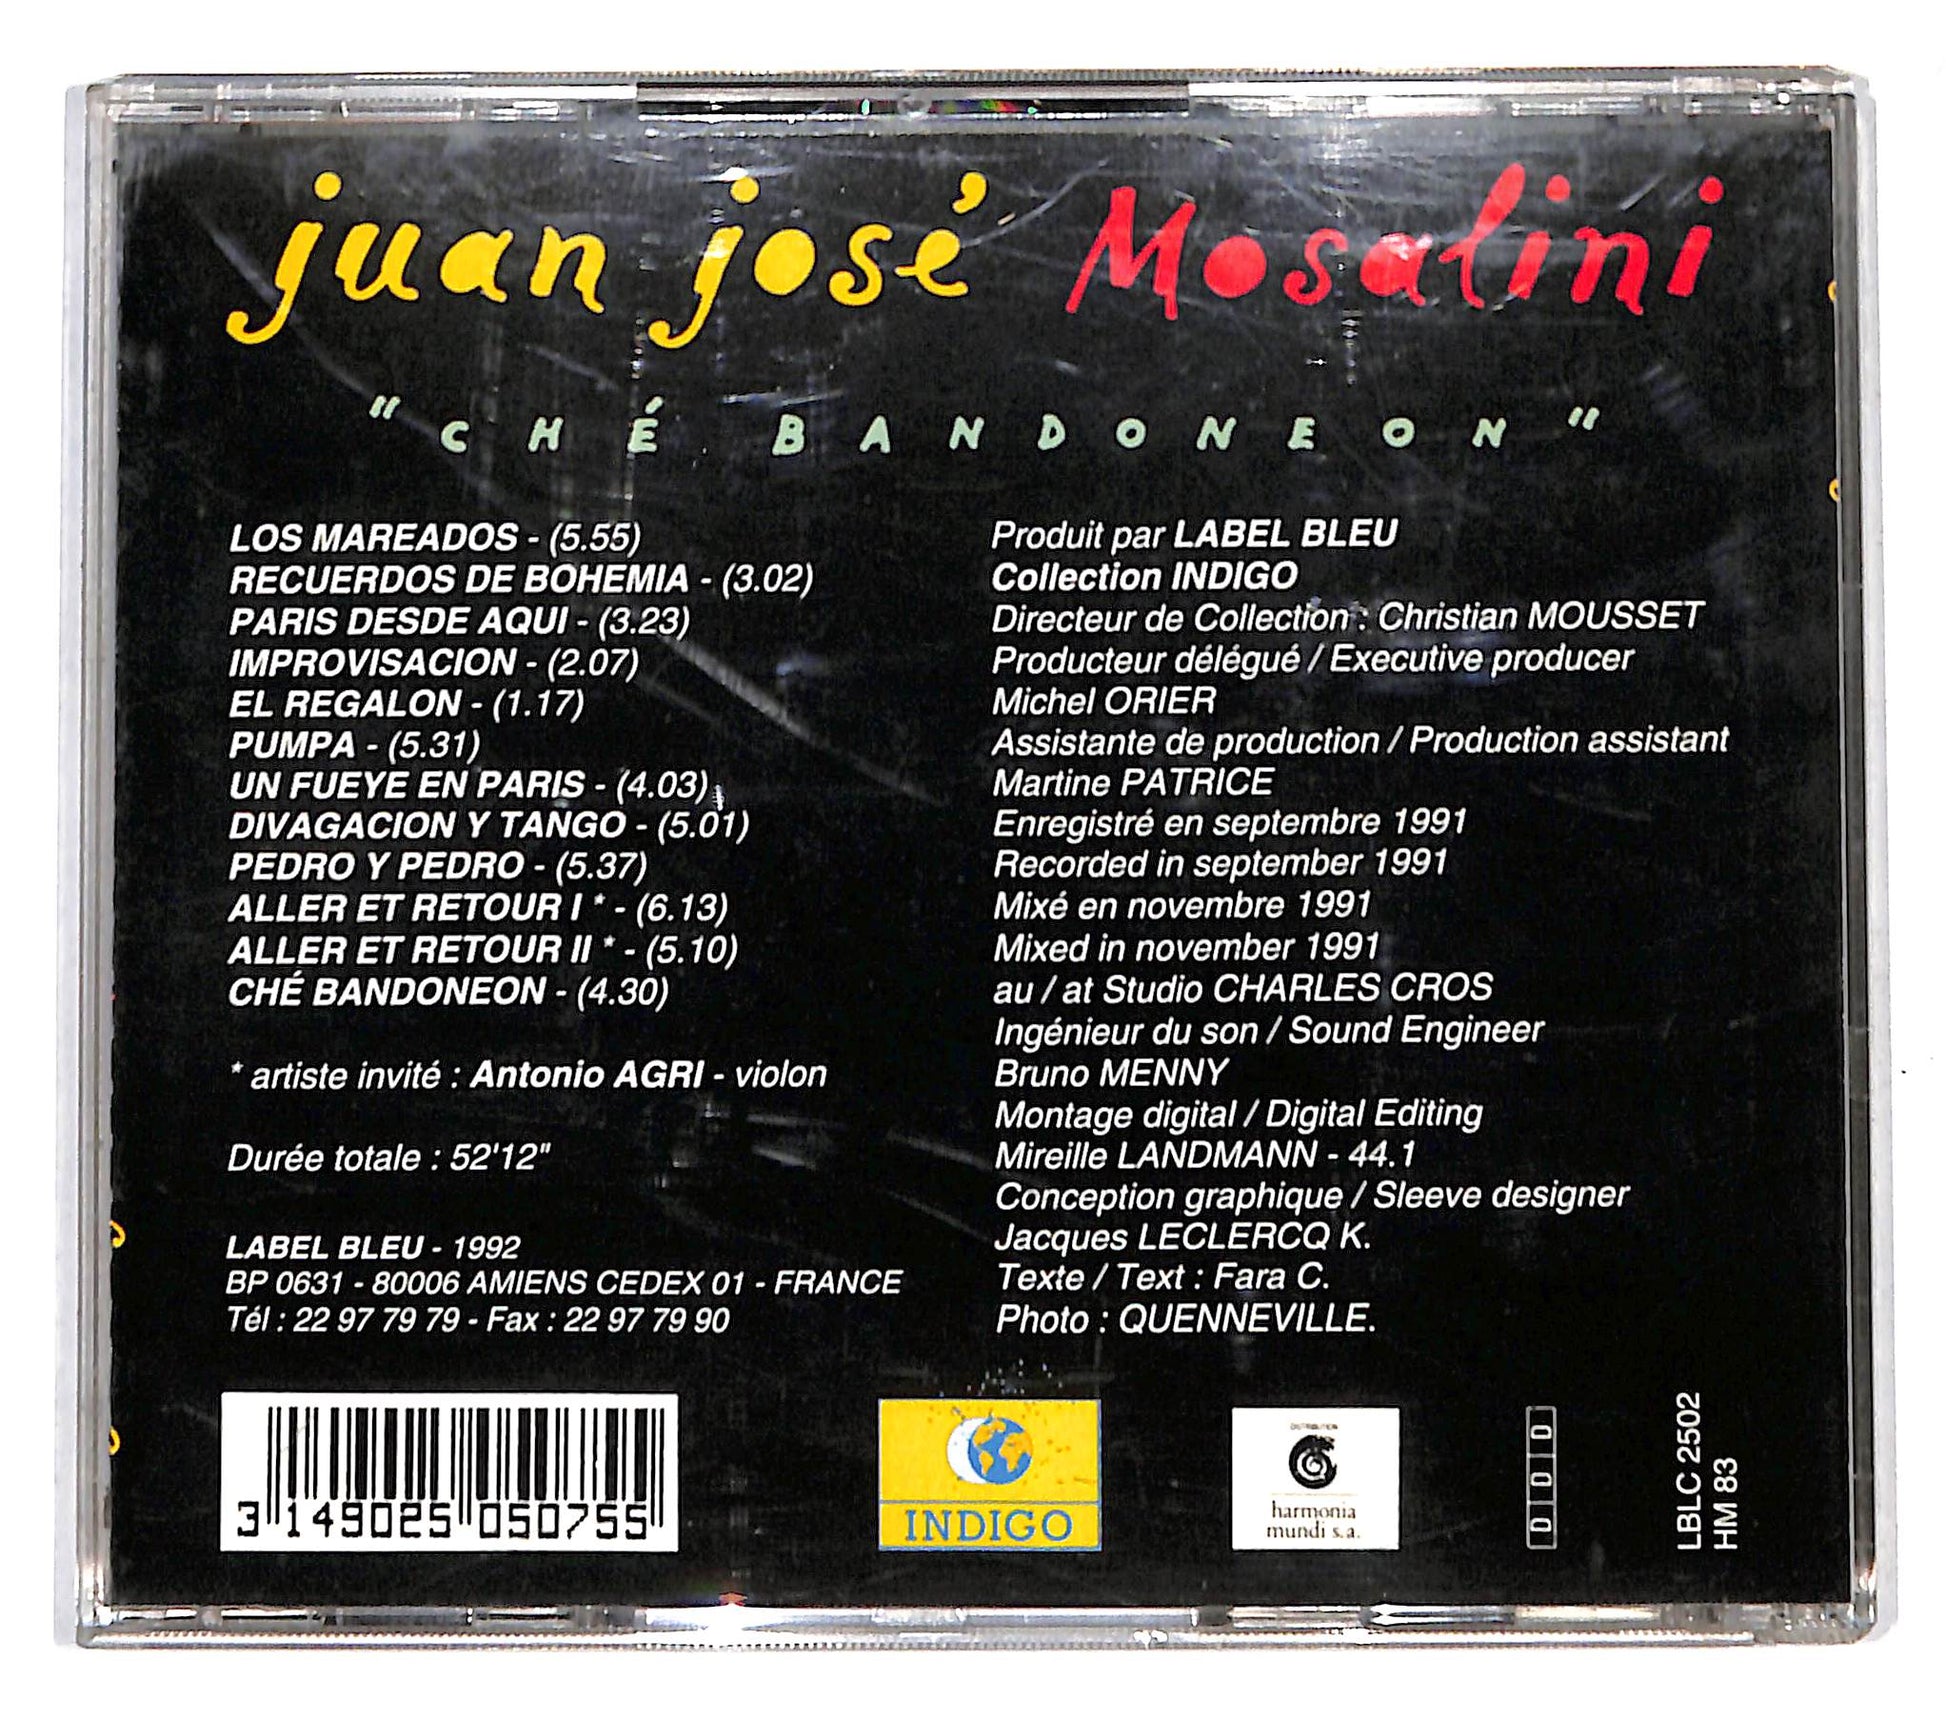 juan josé Mosalini
"CHÉ BANDONEON"
LOS MAREADOS - (5.55)
RECUERDOS DE BOHEMIA - (3.02)
PARIS DESDE AQUI - (3.23)
IMPROVISACION - (2.07)
EL REGALON - (1.17)
PUMPA - (5.31)
UN FUEYE EN PARIS - (4.03)
DIVAGACION Y TANGO - (5.01)
PEDRO Y PEDRO - (5.37)
ALLER ET RETOUR I * - (6.13)
ALLER ET RETOUR II * - (5.10)
CHÉ BANDONEON - (4.30)
* artiste invité : Antonio AGRI - violon
Durée totale : 52'12"
LABEL BLEU - 1992
BP 0631 - 80006 AMIENS CEDEX 01 - FRANCE
Tél : 22 97 79 79 - Fax : 22 97 79 90
Produit par LABEL BLEU
Collection INDIGO
Directeur de Collection : Christian MOUSSET
Producteur délégué / Executive producer
Michel ORIER
Assistante de production / Production assistant
Martine PATRICE
Enregistré en septembre 1991
Recorded in september 1991
Mixé en novembre 1991
Mixed in november 1991
au / at Studio CHARLES CROS
Ingénieur du son / Sound Engineer
Bruno MENNY
Montage digital / Digital Editing
Mireille LANDMANN - 44.1
Conception graphique / Sleeve designer
Jacques LECLERCQ K.
Texte / Text : Fara C.
Photo : QUENNEVILLE.
3 149025 050755
INDIGO
DISTRIBUTION
harmonia
mundi s.a.
DDD
LBLC 2502
HM 83